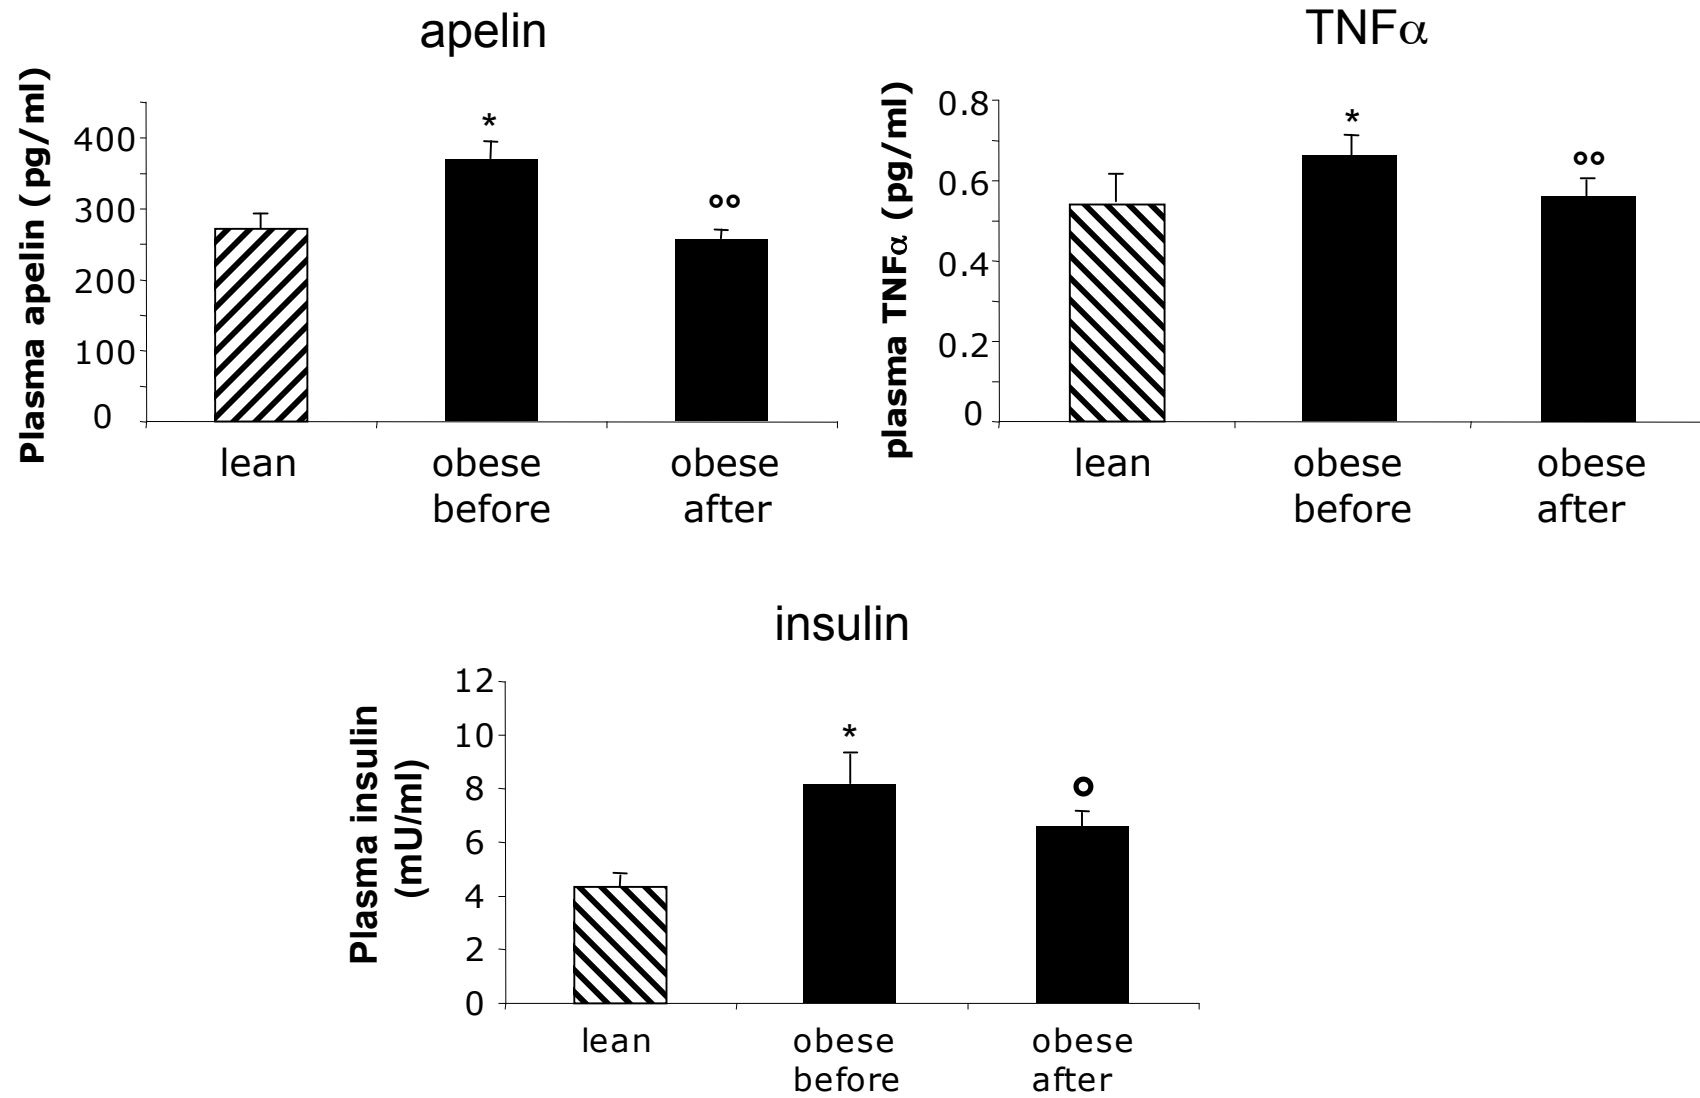 apelin
Plasma apelin (pg/ml)
400
300
200
100
0
*
°°
lean
obese
before
obese
after
TNFα
plasma TNFα (pg/ml)
0.8
0.6
0.4
0.2
0
*
°°
lean
obese
before
obese
after
insulin
Plasma insulin
(mU/ml)
12
10
8
6
4
2
0
*
°
lean
obese
before
obese
after